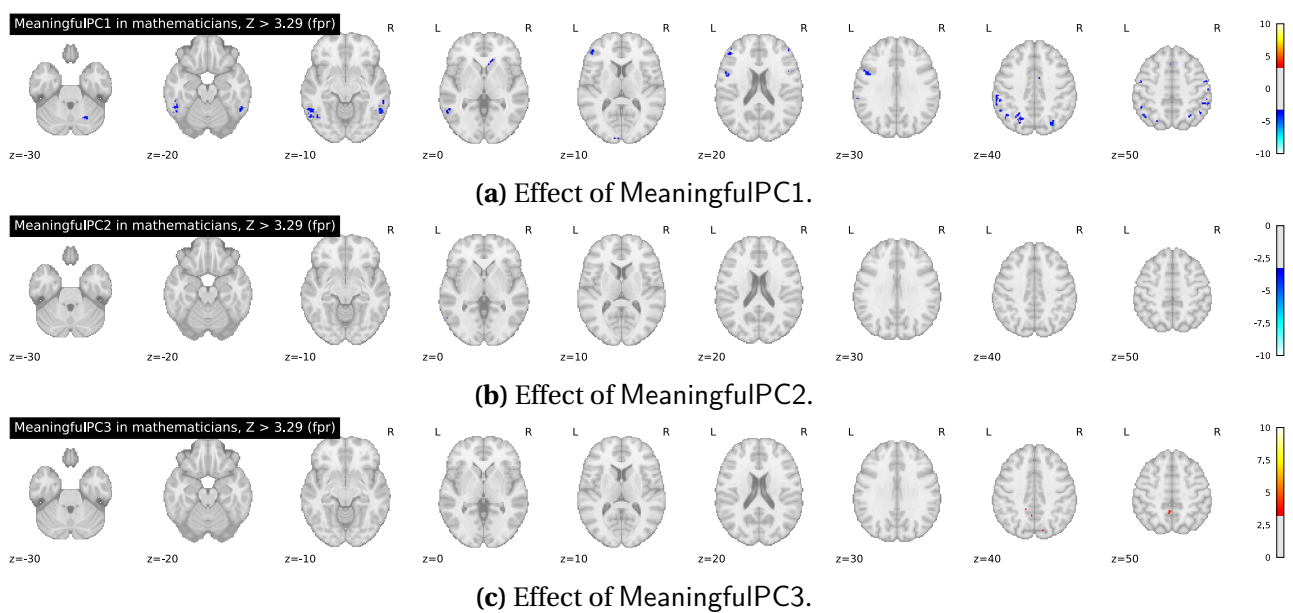 MeaningfulPC1 in mathematicians, Z > 3.29 (fpr)
R L R L R L R L R L R L R
10
5
0
-5
-10
z=-30 z=-20 z=-10 z=0 z=10 z=20 z=30 z=40 z=50
(a) Effect of MeaningfulPC1.
MeaningfulPC2 in mathematicians, Z > 3.29 (fpr)
R L R L R L R L R L R L R
0
-2.5
-5
-7.5
-10
z=-30 z=-20 z=-10 z=0 z=10 z=20 z=30 z=40 z=50
(b) Effect of MeaningfulPC2.
MeaningfulPC3 in mathematicians, Z > 3.29 (fpr)
R L R L R L R L R L R L R
10
7.5
5
2.5
0
z=-30 z=-20 z=-10 z=0 z=10 z=20 z=30 z=40 z=50
(c) Effect of MeaningfulPC3.